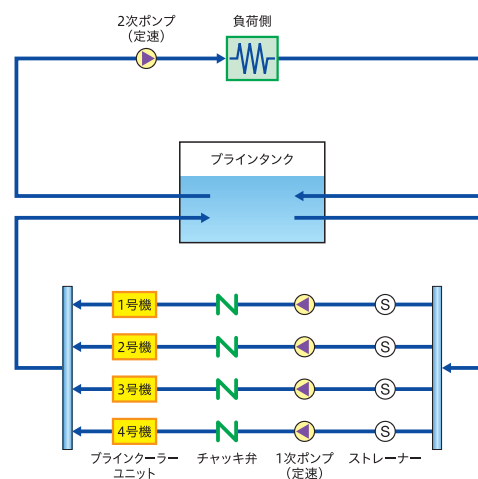 2次ポンプ
(定速)
負荷側
ブラインタンク
1号機
S
2号機
S
3号機
S
4号機
S
ブラインクーラー
ユニット
チャッキ弁
1次ポンプ
(定速)
ストレーナー